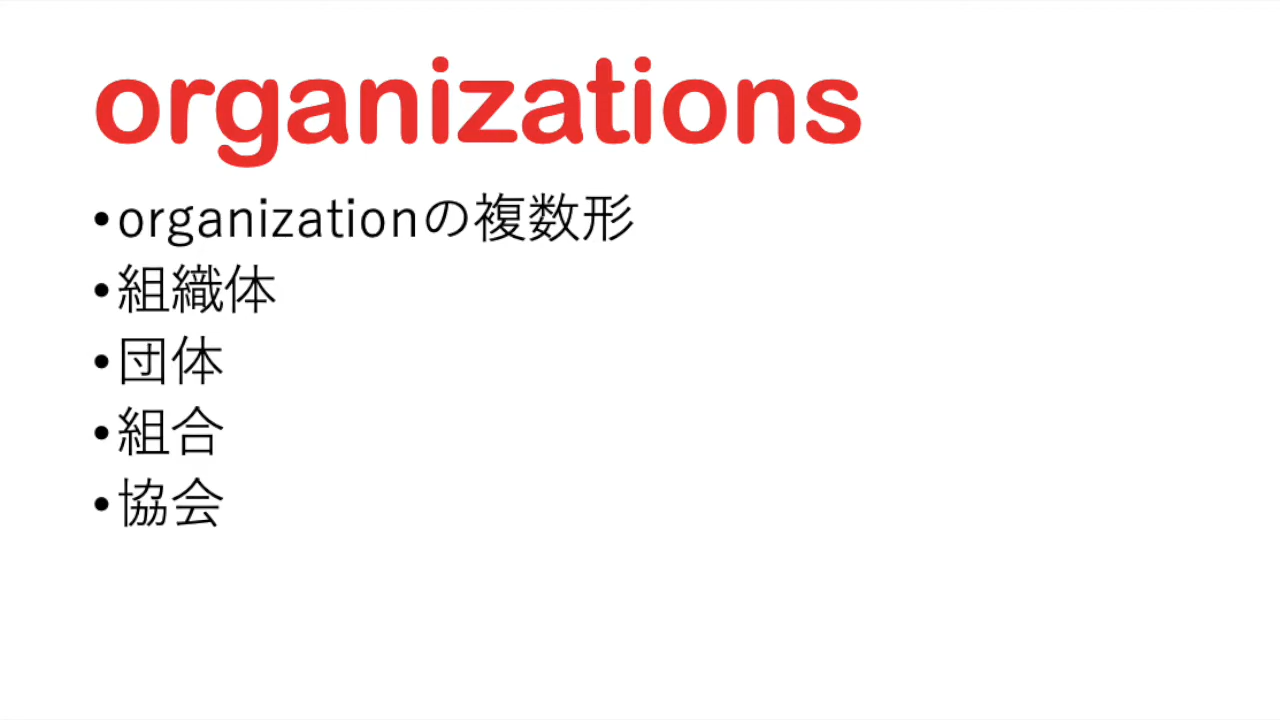 organizations
•organizationの複数形
•組織体
•団体
•組合
•協会